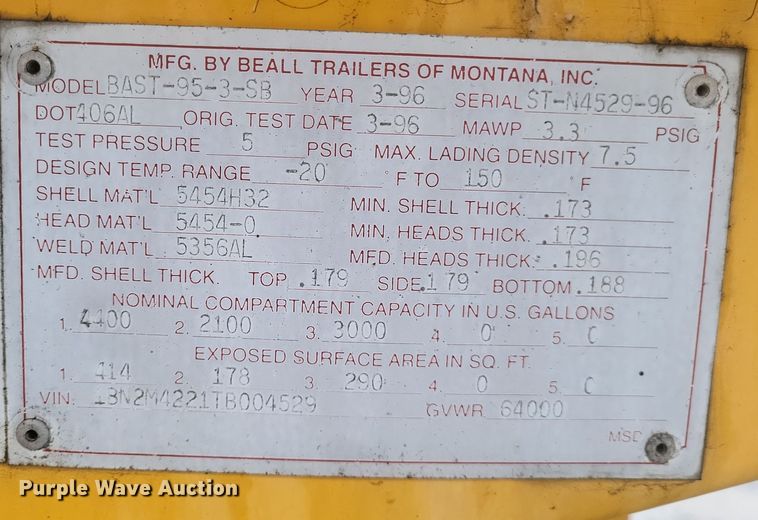 MFG. BY BEALL TRAILERS OF MONTANA, INC.
MODEL BAST-95-3-SB YEAR 3-96 SERIAL ST-N4529-96
DOT 406AL ORIG. TEST DATE 3-96 MAWP 3.3 PSIG
TEST PRESSURE 5 PSIG MAX. LADING DENSITY 7.5
DESIGN TEMP. RANGE -20 F TO 150 F
SHELL MAT'L 5454H32 MIN. SHELL THICK. .173
HEAD MAT'L 5454-0 MIN. HEADS THICK. .173
WELD MAT'L 5356AL MFD. HEADS THICK. .196
MFD. SHELL THICK. TOP .179 SIDE .179 BOTTOM .188
NOMINAL COMPARTMENT CAPACITY IN U.S. GALLONS
1. 4400 2. 2100 3. 3000 4. 0 5. 0
EXPOSED SURFACE AREA IN SQ. FT.
1. 414 2. 178 3. 290 4. 0 5. 0
VIN. 1BN2M4221TB004529 GVWR 64000
MSD
Purple Wave Auction